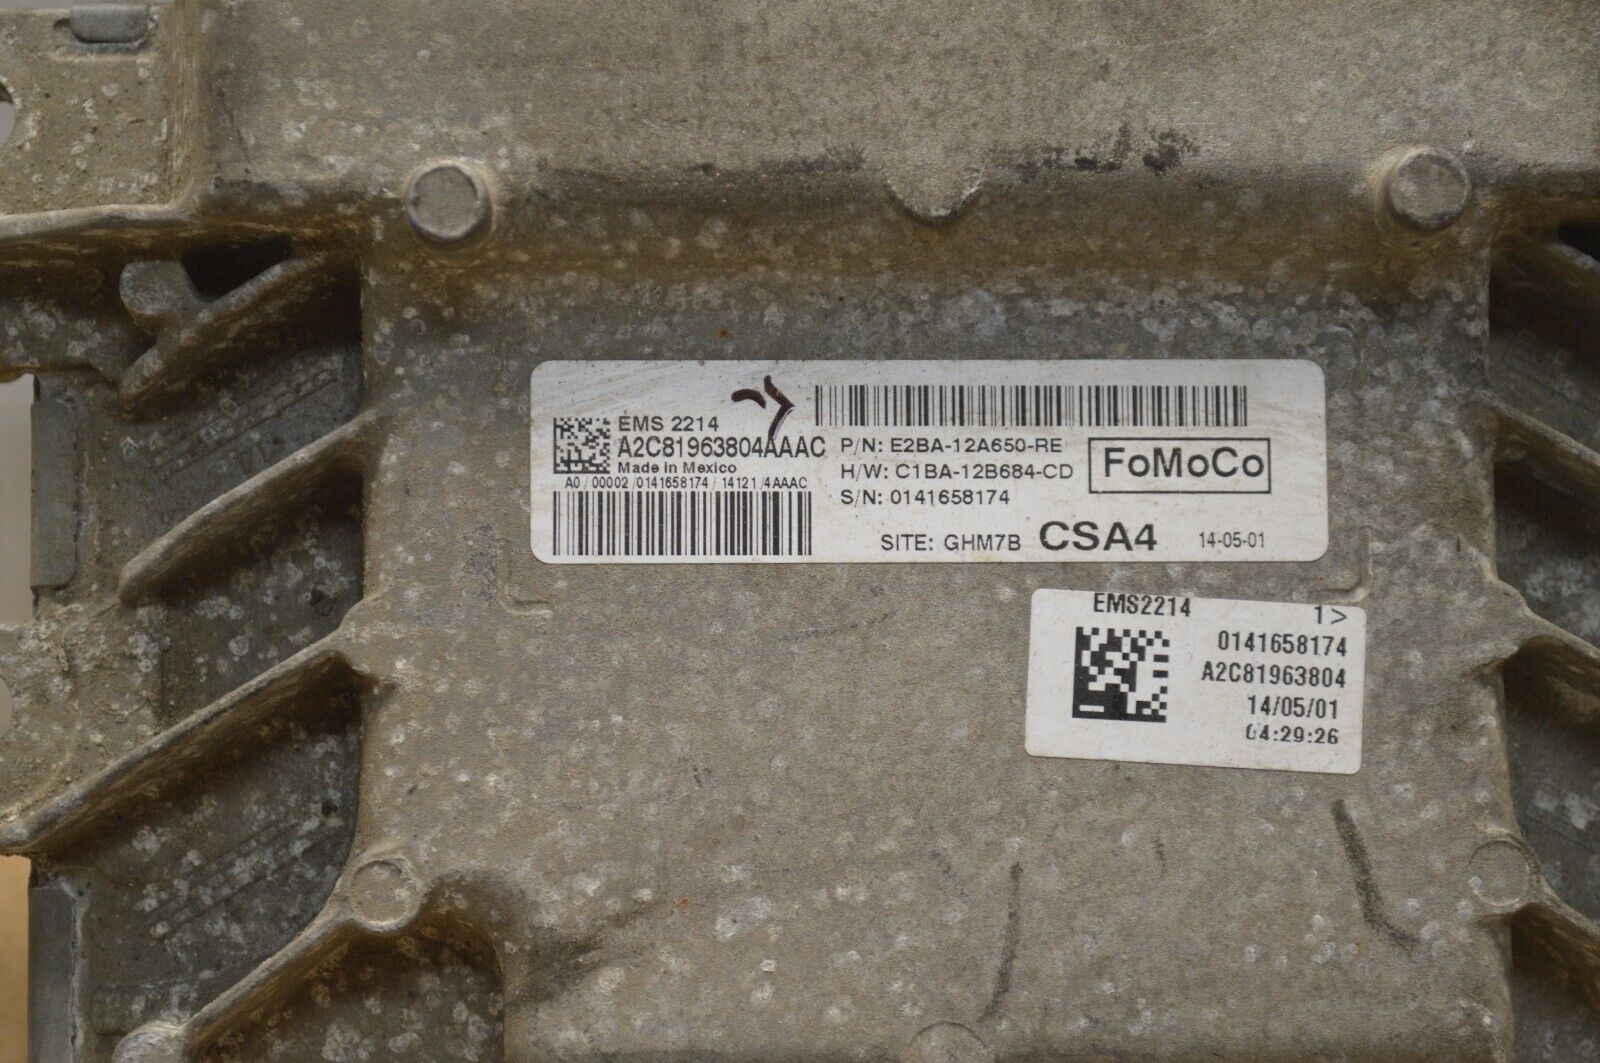 EMS 2214
A2C81963804AAAC
Made in Mexico
A0 / 00002 / 0141658174 / 14121 / 4AAAC
P/N: E2BA-12A650-RE
H/W: C1BA-12B684-CD
S/N: 0141658174
FoMoCo
SITE: GHM7B CSA4 14-05-01
EMS2214 1>
0141658174
A2C81963804
14/05/01
04:29:26